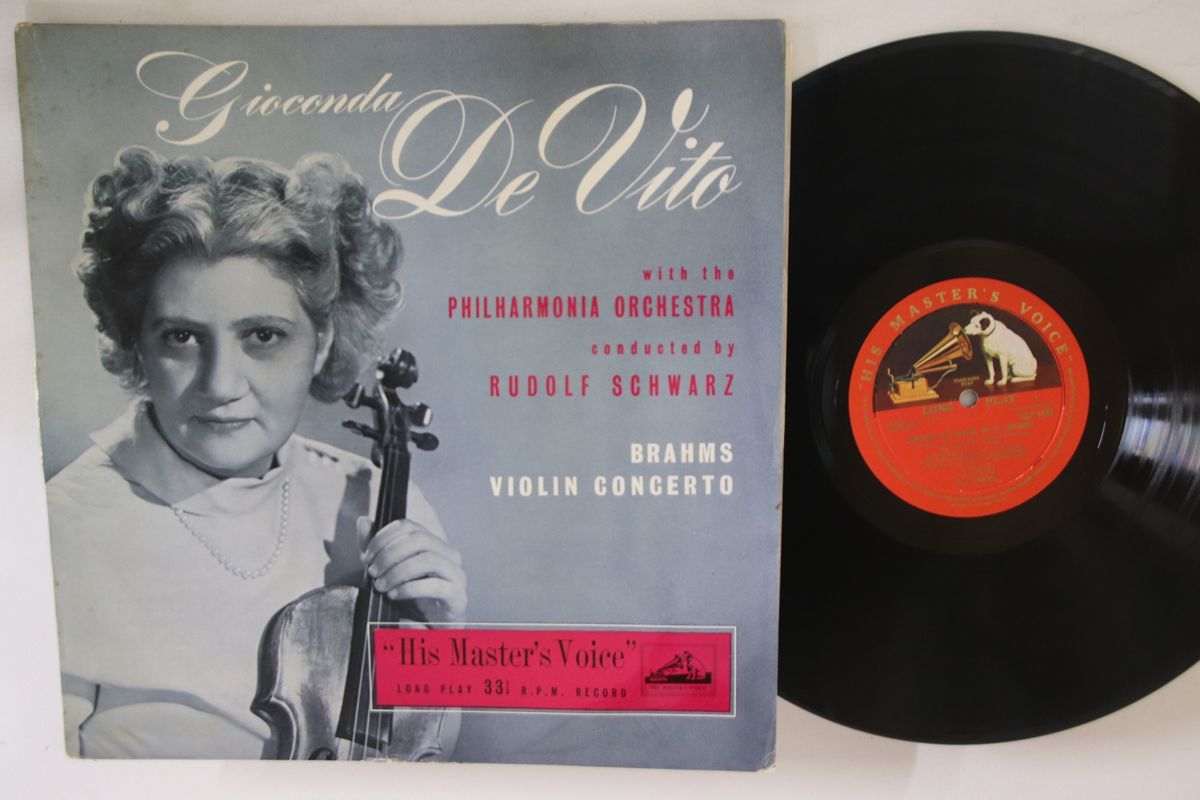 Gioconda
De Vito
with the
PHILHARMONIA ORCHESTRA
conducted by
RUDOLF SCHWARZ
BRAHMS
VIOLIN CONCERTO
"His Master's Voice"
LONG PLAY 33⅓ R.P.M. RECORD
"HIS MASTER'S VOICE"
LONG PLAY